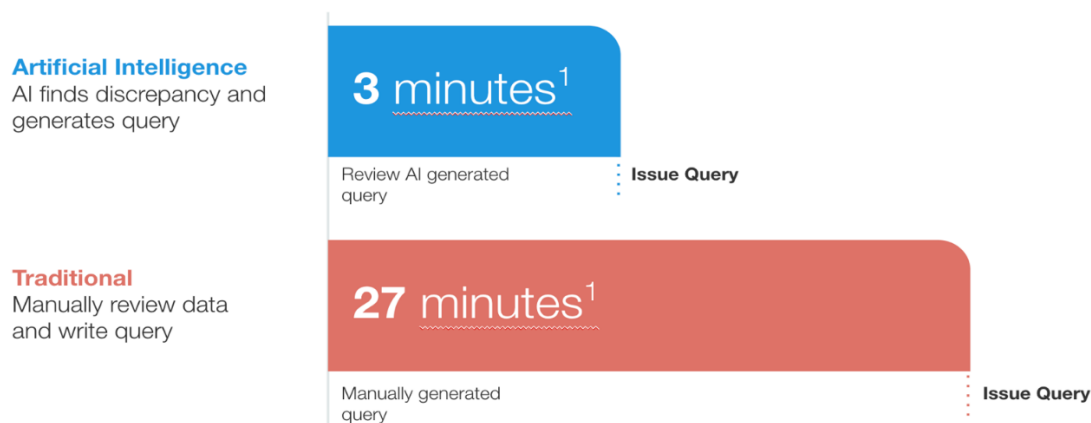 Artificial Intelligence
AI finds discrepancy and
generates query
3 minutes¹
Review AI generated
query
Issue Query
Traditional
Manually review data
and write query
27 minutes¹
Manually generated
query
Issue Query